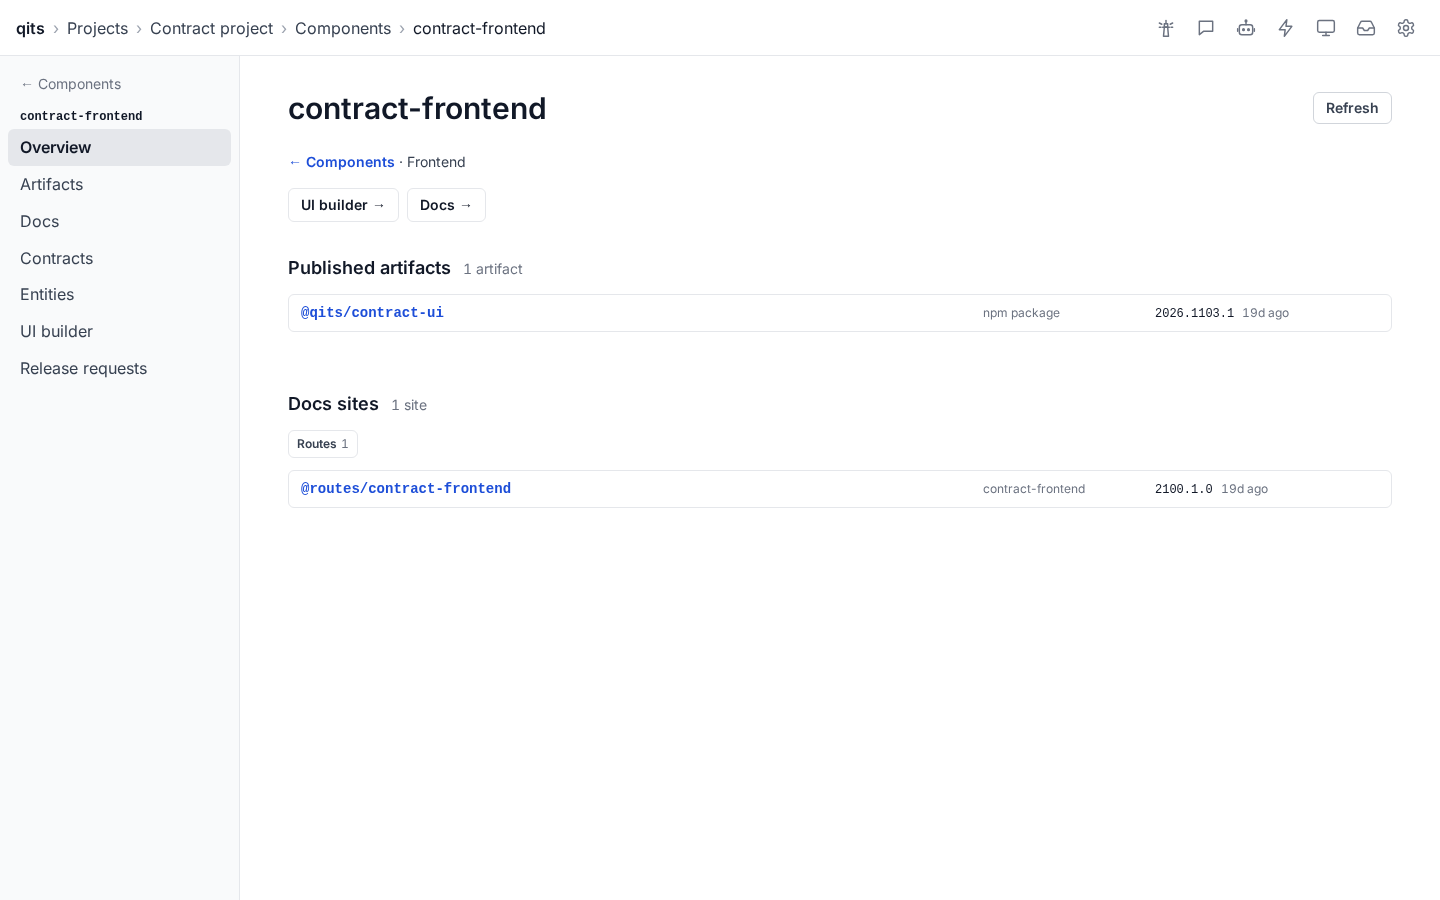 qits › Projects › Contract project › Components › contract-frontend
← Components
contract-frontend
Overview
Artifacts
Docs
Contracts
Entities
UI builder
Release requests
contract-frontend
Refresh
← Components · Frontend
UI builder → Docs →
Published artifacts 1 artifact
@qits/contract-ui npm package 2026.1103.1 19d ago
Docs sites 1 site
Routes 1
@routes/contract-frontend contract-frontend 2100.1.0 19d ago